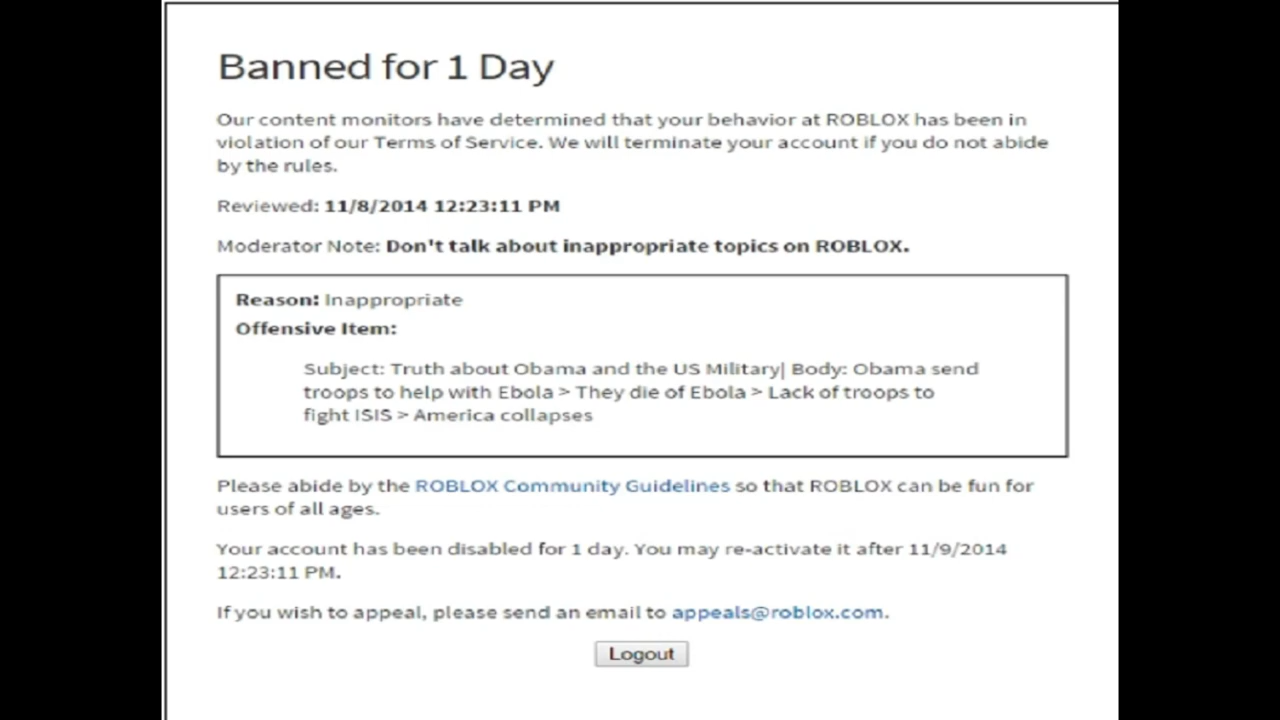 Banned for 1 Day
Our content monitors have determined that your behavior at ROBLOX has been in
violation of our Terms of Service. We will terminate your account if you do not abide
by the rules.
Reviewed: 11/8/2014 12:23:11 PM
Moderator Note: Don't talk about inappropriate topics on ROBLOX.
Reason: Inappropriate
Offensive Item:
Subject: Truth about Obama and the US Military| Body: Obama send
troops to help with Ebola > They die of Ebola > Lack of troops to
fight ISIS > America collapses
Please abide by the ROBLOX Community Guidelines so that ROBLOX can be fun for
users of all ages.
Your account has been disabled for 1 day. You may re-activate it after 11/9/2014
12:23:11 PM.
If you wish to appeal, please send an email to appeals@roblox.com.
Logout